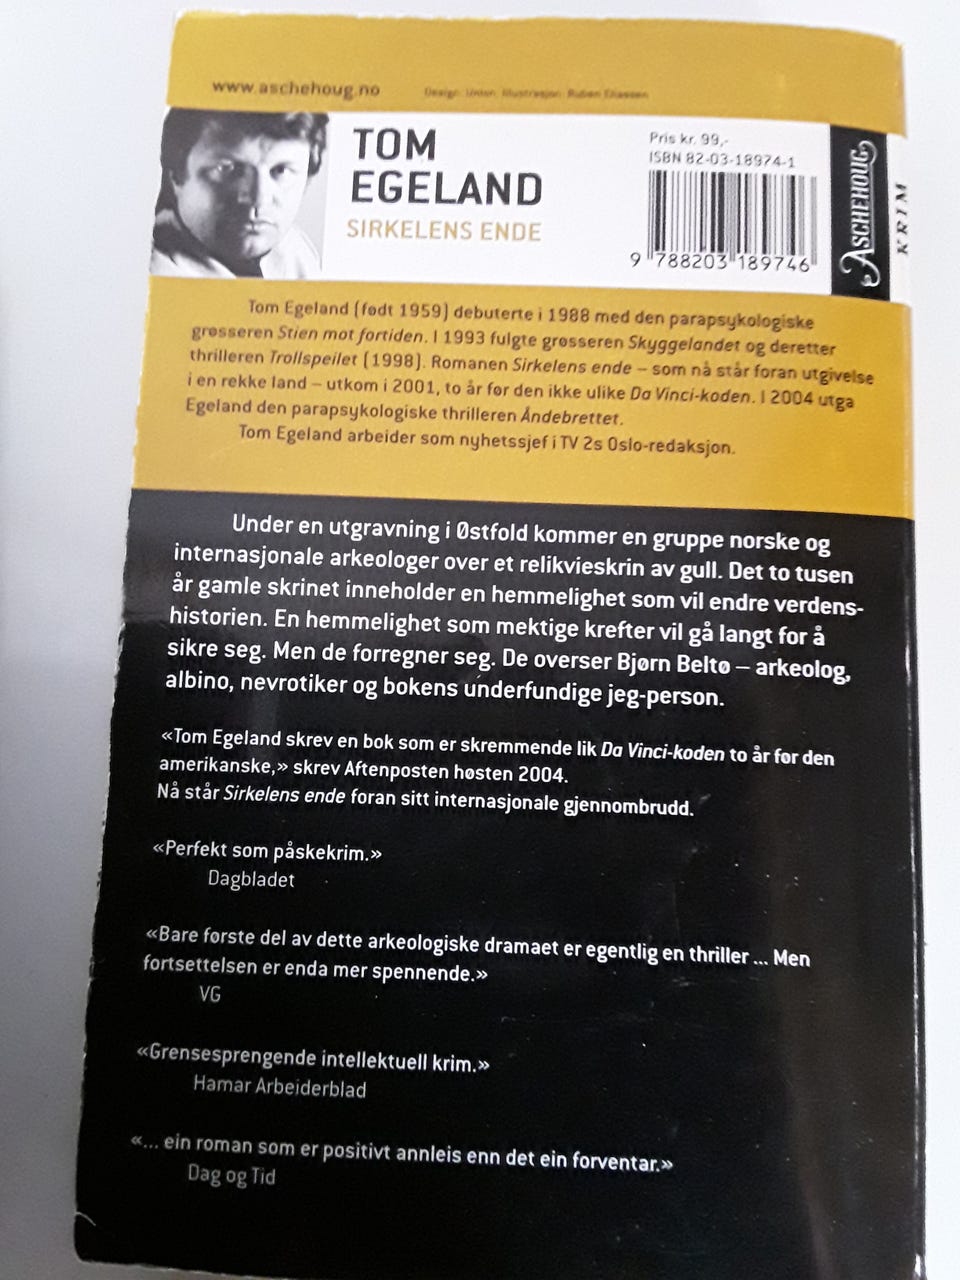 www.aschehoug.no
Design: Union. Illustrasjon: Ruben Eliassen
TOM
EGELAND
SIRKELENS ENDE
Pris kr. 99,-
ISBN 82-03-18974-1
9 788203 189746
ASCHEHOUG
KRIM
Tom Egeland (født 1959) debuterte i 1988 med den parapsykologiske
grøsseren Stien mot fortiden. I 1993 fulgte grøsseren Skyggelandet og deretter
thrilleren Trollspeilet (1998). Romanen Sirkelens ende – som nå står foran utgivelse
i en rekke land – utkom i 2001, to år før den ikke ulike Da Vinci-koden. I 2004 utga
Egeland den parapsykologiske thrilleren Åndebrettet.
Tom Egeland arbeider som nyhetssjef i TV 2s Oslo-redaksjon.
Under en utgravning i Østfold kommer en gruppe norske og
internasjonale arkeologer over et relikvieskrin av gull. Det to tusen
år gamle skrinet inneholder en hemmelighet som vil endre verdens-
historien. En hemmelighet som mektige krefter vil gå langt for å
sikre seg. Men de forregner seg. De overser Bjørn Beltø – arkeolog,
albino, nevrotiker og bokens underfundige jeg-person.
«Tom Egeland skrev en bok som er skremmende lik Da Vinci-koden to år før den
amerikanske,» skrev Aftenposten høsten 2004.
Nå står Sirkelens ende foran sitt internasjonale gjennombrudd.
«Perfekt som påskekrim.»
Dagbladet
«Bare første del av dette arkeologiske dramaet er egentlig en thriller ... Men
fortsettelsen er enda mer spennende.»
VG
«Grensesprengende intellektuell krim.»
Hamar Arbeiderblad
«... ein roman som er positivt annleis enn det ein forventar.»
Dag og Tid